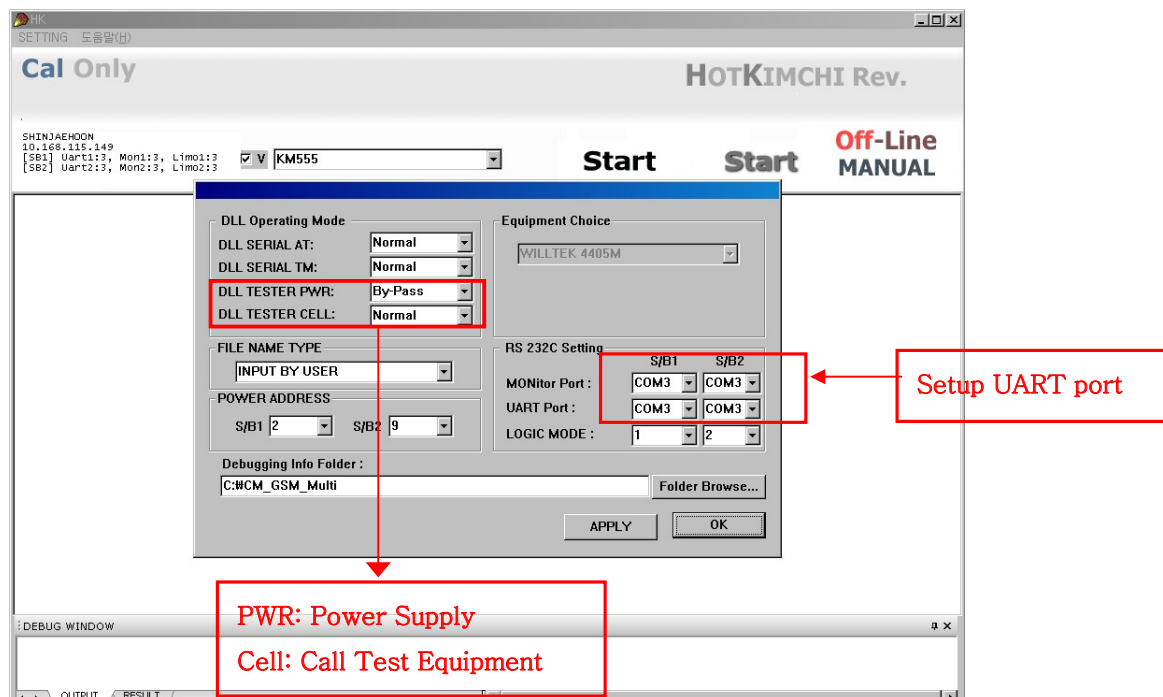 HK
SETTING 도움말(H)
Cal Only
HOTKIMCHI Rev.
SHINJAEHOON
10.168.115.149
[SB1] Uart1:3, Mon1:3, Limo1:3
[SB2] Uart2:3, Mon2:3, Limo2:3
V KM555
Start Start
Off-Line
MANUAL
DLL Operating Mode
DLL SERIAL AT: Normal
DLL SERIAL TM: Normal
DLL TESTER PWR: By-Pass
DLL TESTER CELL: Normal
Equipment Choice
WILLTEK 4405M
FILE NAME TYPE
INPUT BY USER
POWER ADDRESS
S/B1 2 S/B2 9
RS 232C Setting
S/B1 S/B2
MONitor Port : COM3 COM3
UART Port : COM3 COM3
LOGIC MODE : 1 2
Setup UART port
Debugging Info Folder :
C:#CM_GSM_Multi Folder Browse...
APPLY OK
PWR: Power Supply
Cell: Call Test Equipment
DEBUG WINDOW
OUTPUT RESULT